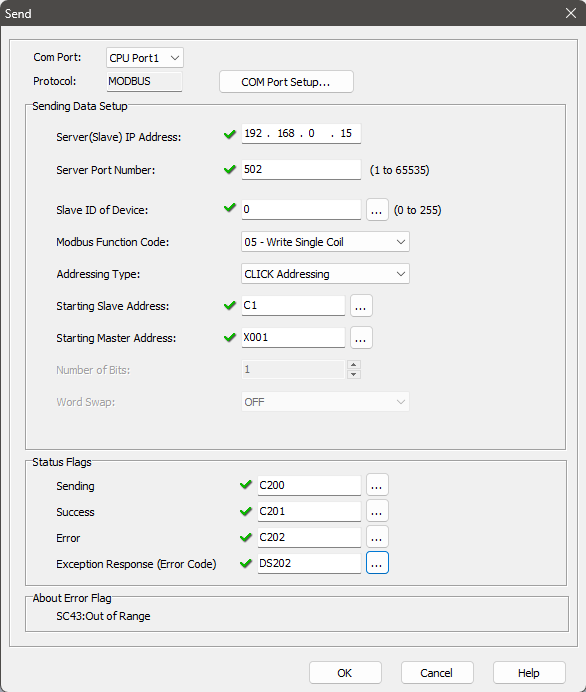 Send
Com Port: CPU Port1
Protocol: MODBUS COM Port Setup...
Sending Data Setup
Server(Slave) IP Address: 192 . 168 . 0 . 15
Server Port Number: 502 (1 to 65535)
Slave ID of Device: 0 ... (0 to 255)
Modbus Function Code: 05 - Write Single Coil
Addressing Type: CLICK Addressing
Starting Slave Address: C1 ...
Starting Master Address: X001 ...
Number of Bits: 1
Word Swap: OFF
Status Flags
Sending C200 ...
Success C201 ...
Error C202 ...
Exception Response (Error Code) DS202 ...
About Error Flag
SC43:Out of Range
OK Cancel Help